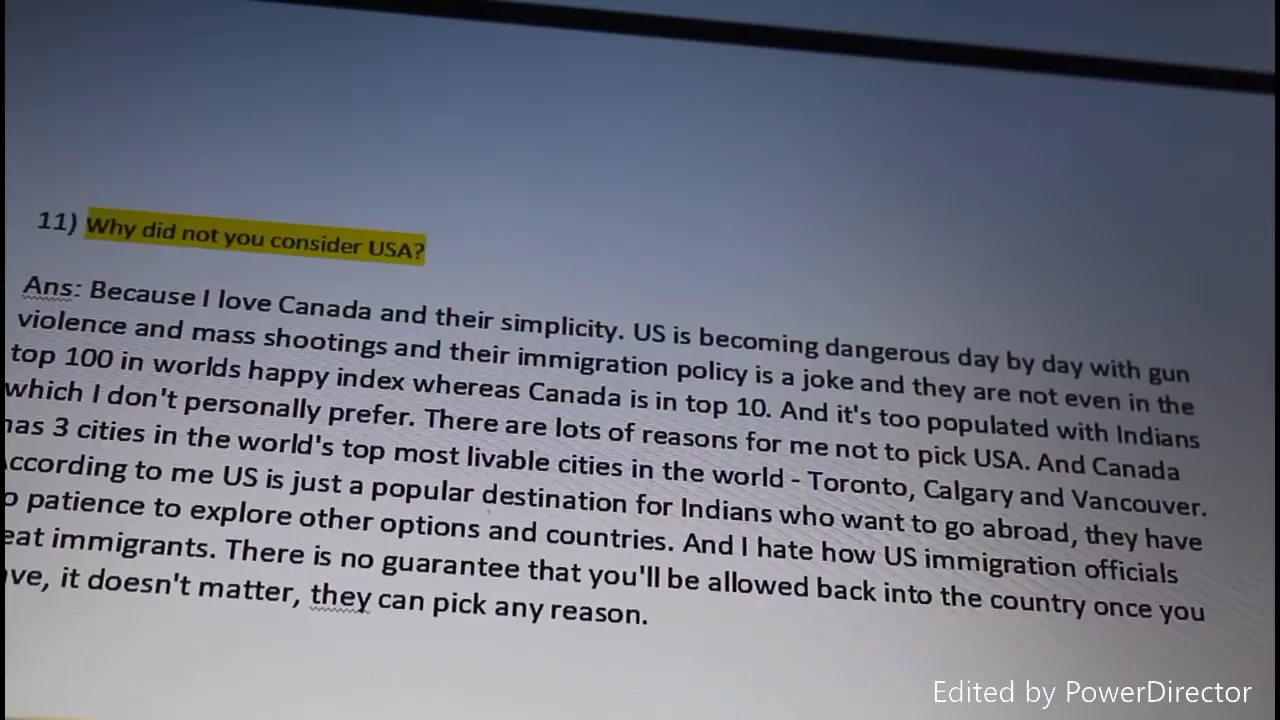 11) Why did not you consider USA?
Ans: Because I love Canada and their simplicity. US is becoming dangerous day by day with gun
violence and mass shootings and their immigration policy is a joke and they are not even in the
top 100 in worlds happy index whereas Canada is in top 10. And it's too populated with Indians
which I don't personally prefer. There are lots of reasons for me not to pick USA. And Canada
has 3 cities in the world's top most livable cities in the world - Toronto, Calgary and Vancouver.
According to me US is just a popular destination for Indians who want to go abroad, they have
patience to explore other options and countries. And I hate how US immigration officials
immigrants. There is no guarantee that you'll be allowed back into the country once you
it doesn't matter, they can pick any reason.
Edited by PowerDirector